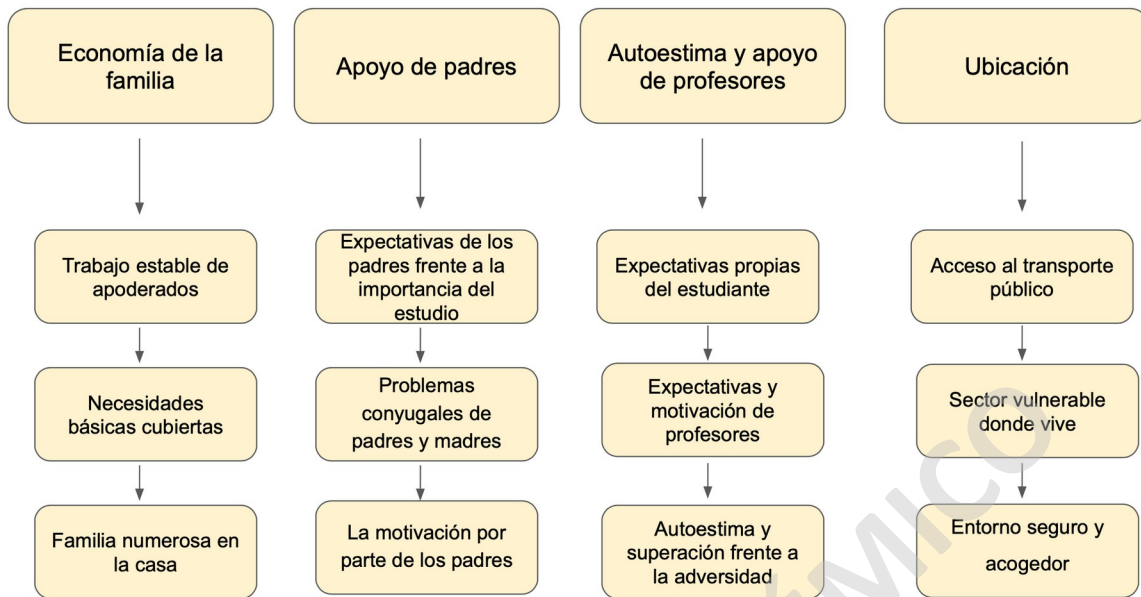 Economía de la
familia
Apoyo de padres
Autoestima y apoyo
de profesores
Ubicación
Trabajo estable de
apoderados
Expectativas de los
padres frente a la
importancia del
estudio
Expectativas propias
del estudiante
Acceso al transporte
público
Necesidades
básicas cubiertas
Problemas
conyugales de
padres y madres
Expectativas y
motivación de
profesores
Sector vulnerable
donde vive
Familia numerosa en
la casa
La motivación por
parte de los padres
Autoestima y
superación frente a
la adversidad
Entorno seguro y
acogedor